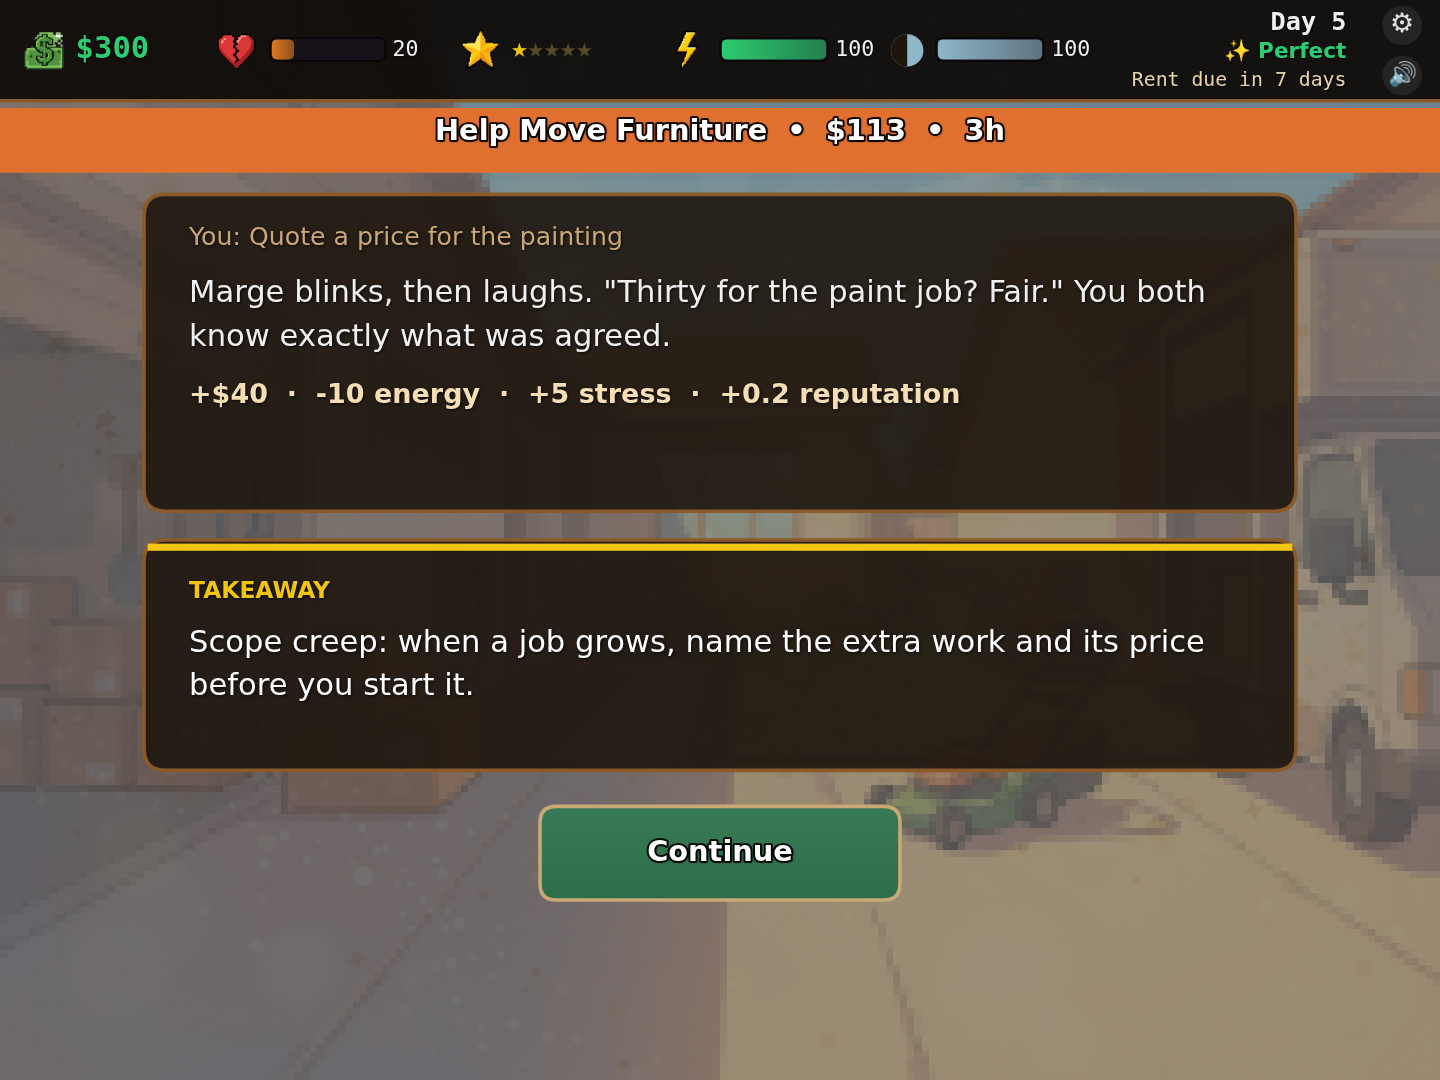 $300
20
100
100
Day 5
✨ Perfect
Rent due in 7 days
Help Move Furniture • $113 • 3h
You: Quote a price for the painting
Marge blinks, then laughs. "Thirty for the paint job? Fair." You both
know exactly what was agreed.
+$40 · -10 energy · +5 stress · +0.2 reputation
TAKEAWAY
Scope creep: when a job grows, name the extra work and its price
before you start it.
Continue